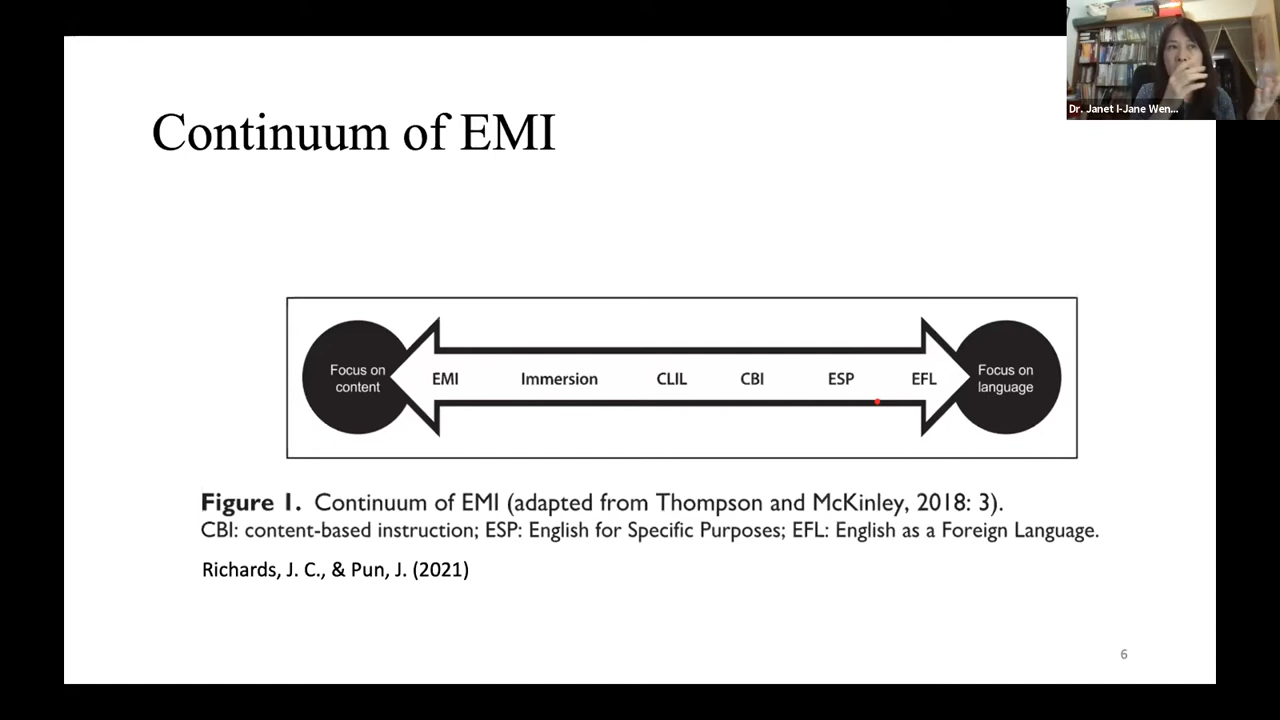 Dr. Janet I-Jane Wen...
Continuum of EMI
Focus on
content
EMI Immersion CLIL CBI ESP EFL
Focus on
language
Figure 1. Continuum of EMI (adapted from Thompson and McKinley, 2018: 3).
CBI: content-based instruction; ESP: English for Specific Purposes; EFL: English as a Foreign Language.
Richards, J. C., & Pun, J. (2021)
6